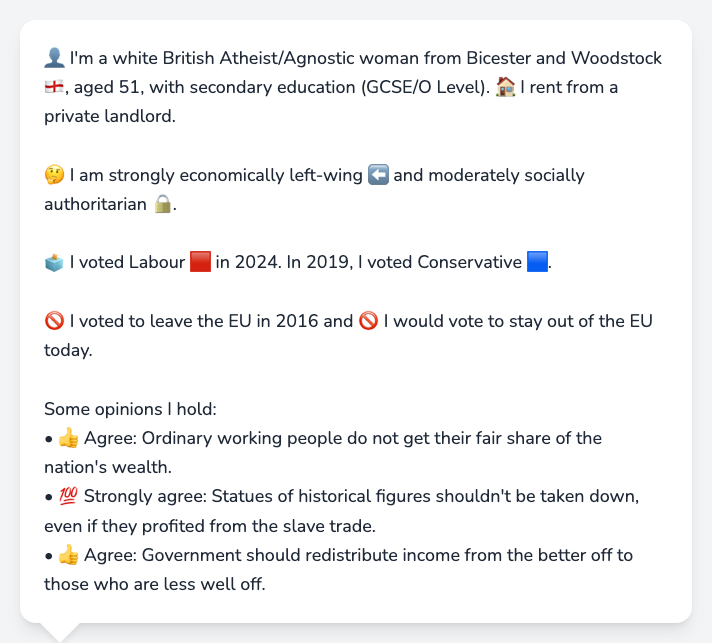 👤 I'm a white British Atheist/Agnostic woman from Bicester and Woodstock
🏴󠁧󠁢󠁥󠁮󠁧󠁿, aged 51, with secondary education (GCSE/O Level). 🏠 I rent from a
private landlord.
🤔 I am strongly economically left-wing ⬅️ and moderately socially
authoritarian 🔒.
🗳️ I voted Labour 🟥 in 2024. In 2019, I voted Conservative 🟦.
🚫 I voted to leave the EU in 2016 and 🚫 I would vote to stay out of the EU
today.
Some opinions I hold:
• 👍 Agree: Ordinary working people do not get their fair share of the
nation's wealth.
• 💯 Strongly agree: Statues of historical figures shouldn't be taken down,
even if they profited from the slave trade.
• 👍 Agree: Government should redistribute income from the better off to
those who are less well off.